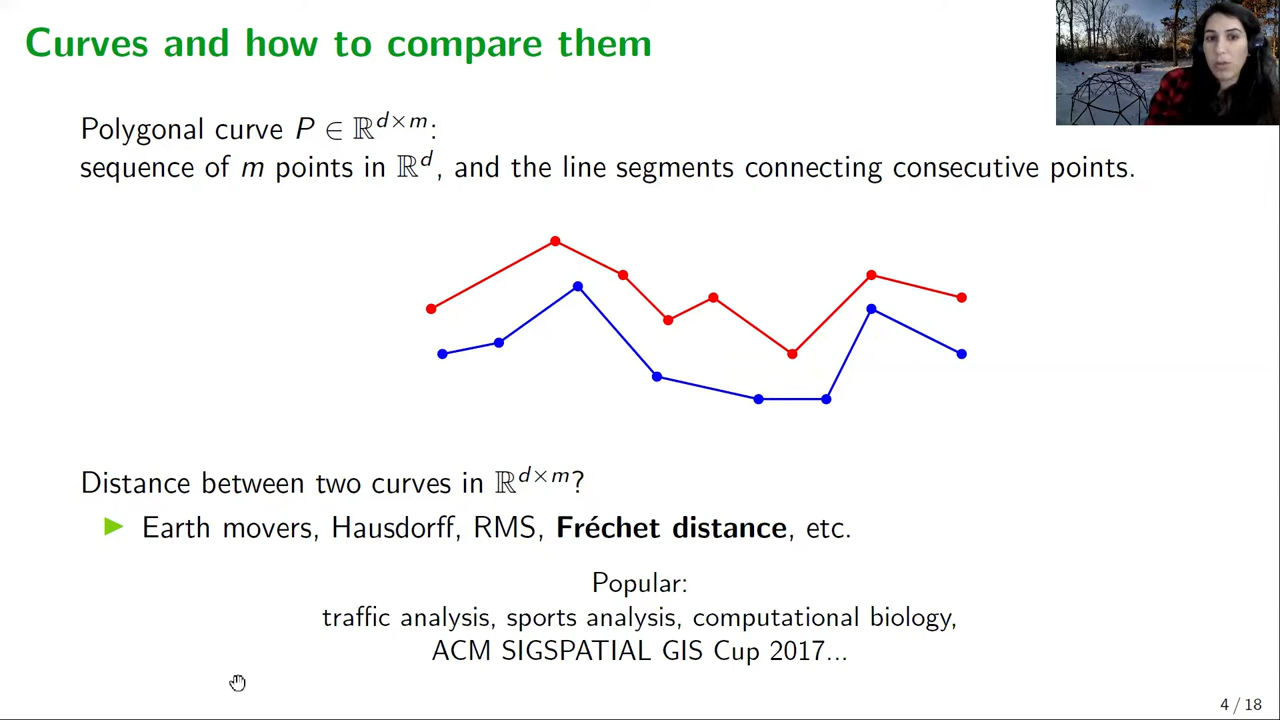 Curves and how to compare them
Polygonal curve P ∈ ℝ^{d×m}:
sequence of m points in ℝ^d, and the line segments connecting consecutive points.
Distance between two curves in ℝ^{d×m}?
▶ Earth movers, Hausdorff, RMS, Fréchet distance, etc.
Popular:
traffic analysis, sports analysis, computational biology,
ACM SIGSPATIAL GIS Cup 2017...
4 / 18